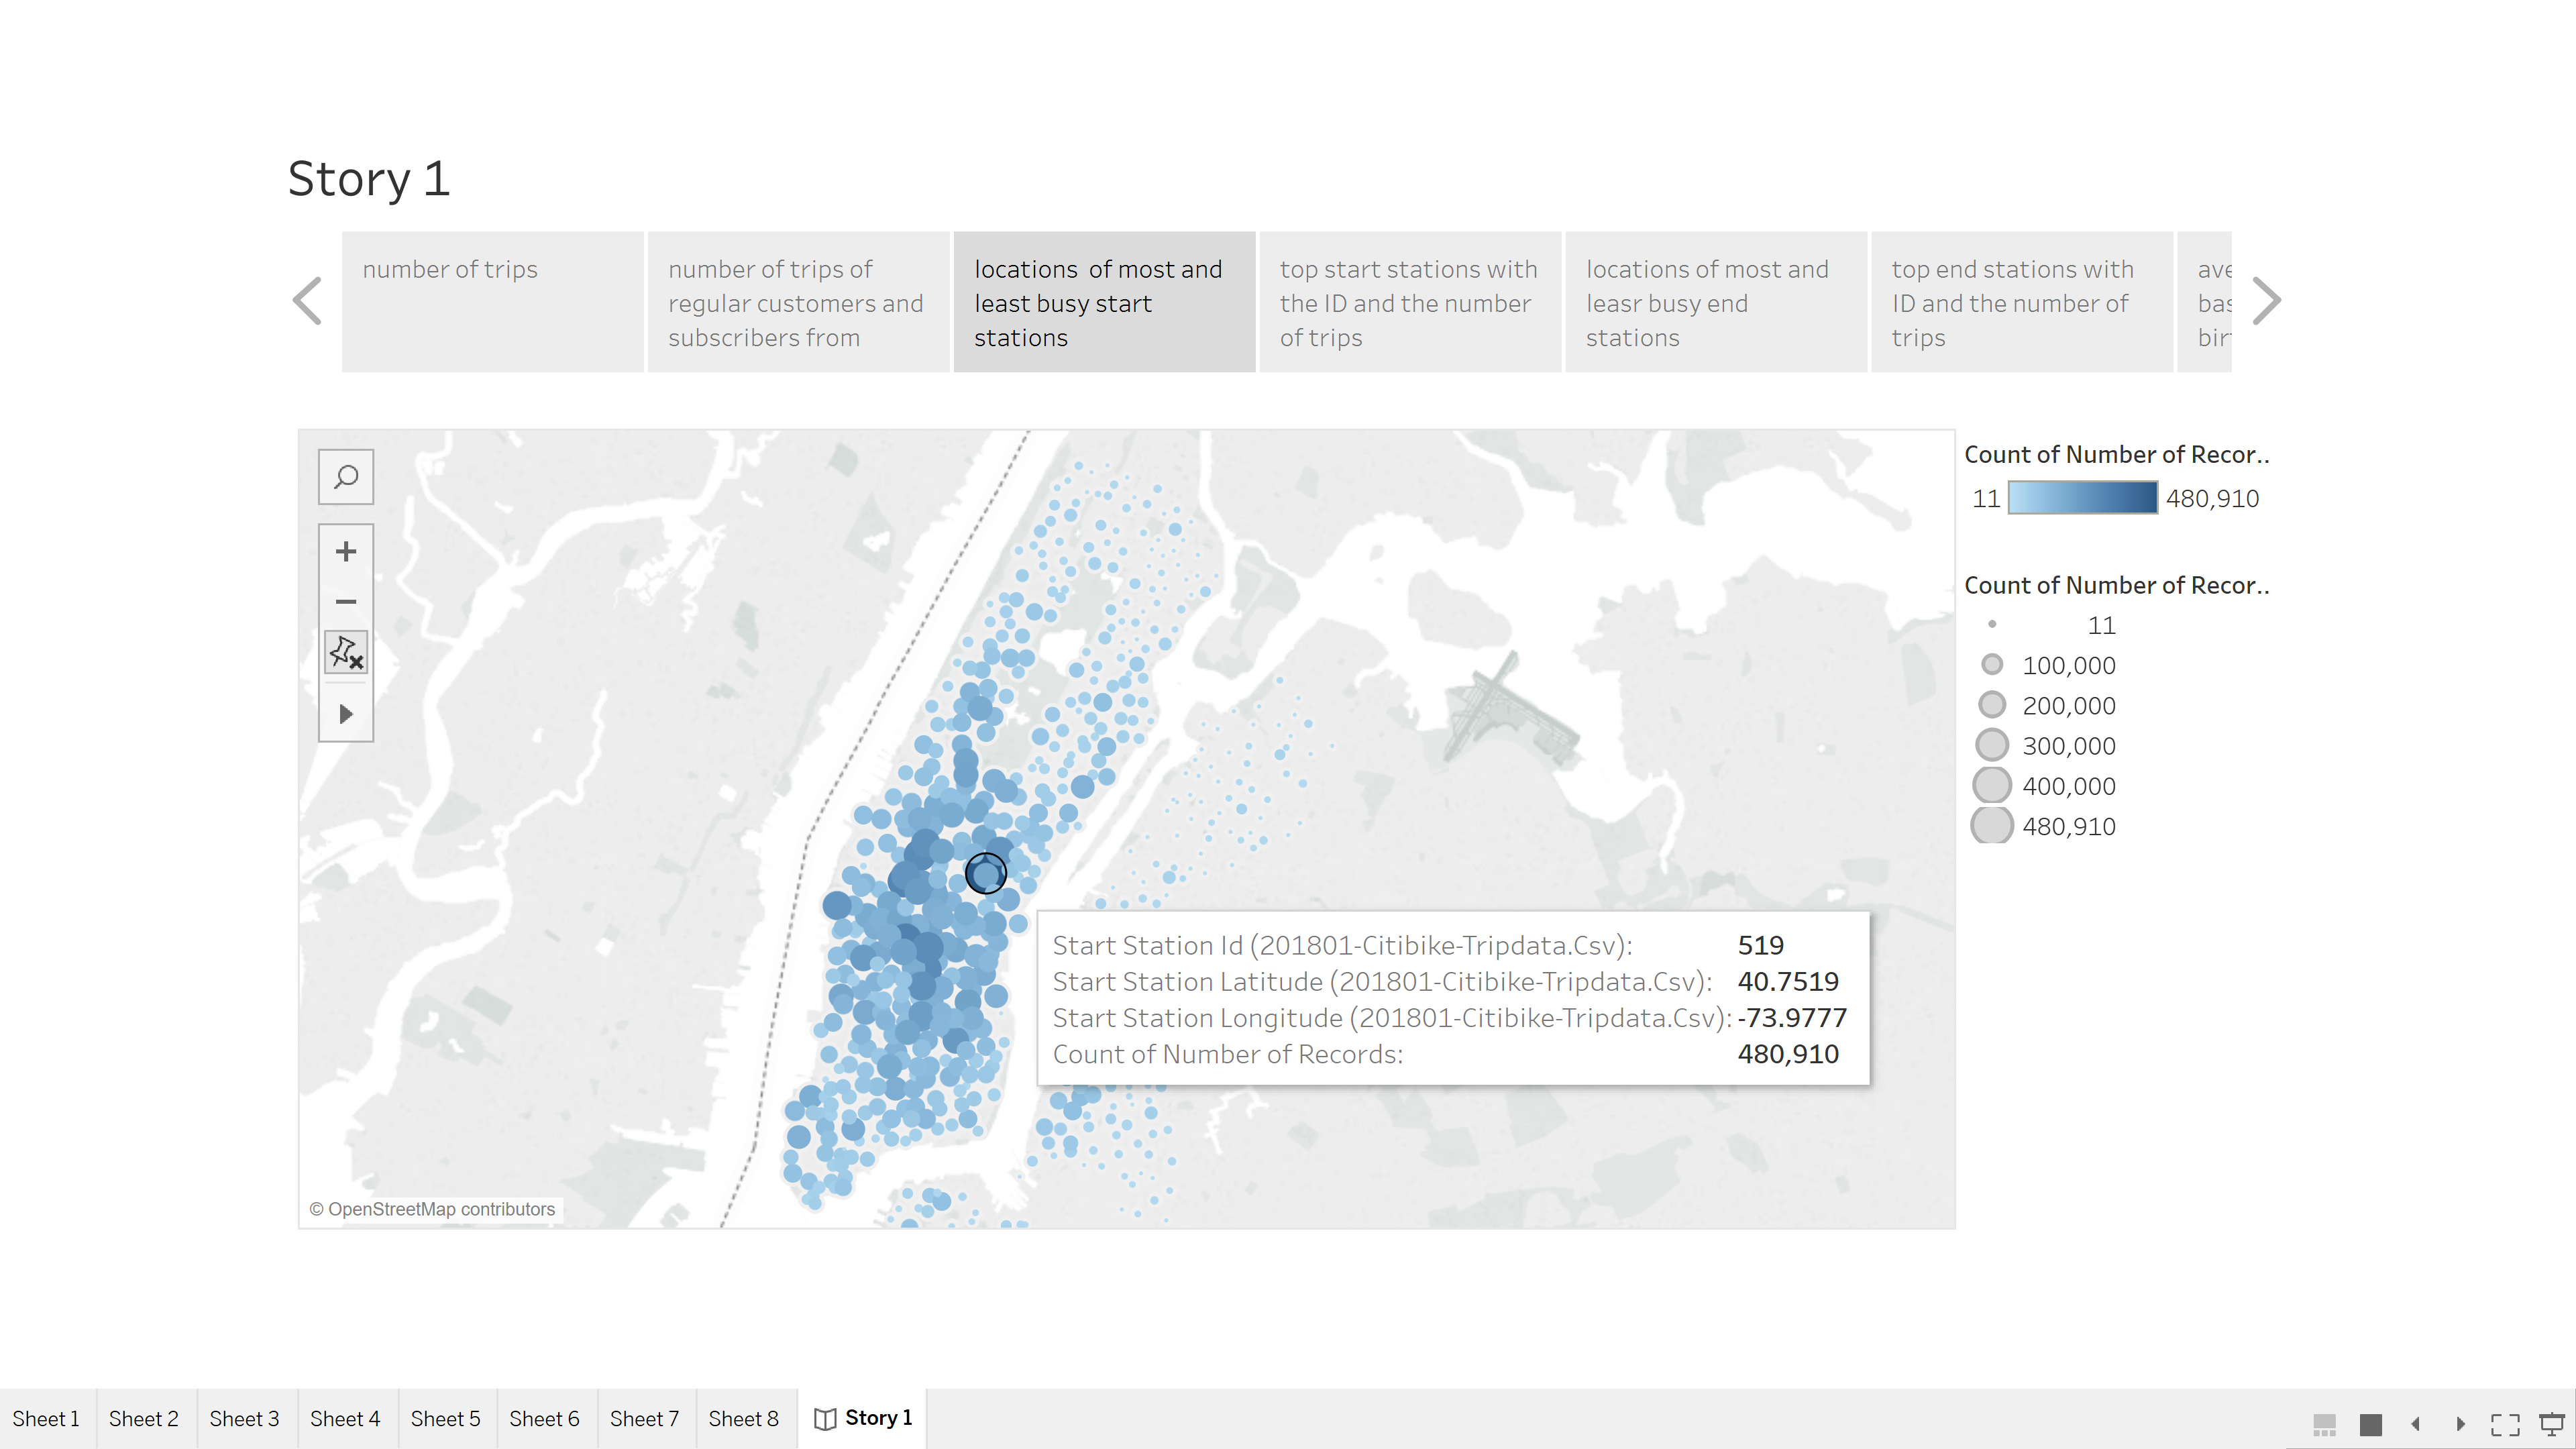 Story 1
number of trips
number of trips of
regular customers and
subscribers from
locations  of most and
least busy start
stations
top start stations with
the ID and the number
of trips
locations of most and
leasr busy end
stations
top end stations with
ID and the number of
trips
ave
bas
bir
Count of Number of Recor..
11 480,910
Count of Number of Recor..
11
100,000
200,000
300,000
400,000
480,910
Start Station Id (201801-Citibike-Tripdata.Csv): 519
Start Station Latitude (201801-Citibike-Tripdata.Csv): 40.7519
Start Station Longitude (201801-Citibike-Tripdata.Csv): -73.9777
Count of Number of Records: 480,910
© OpenStreetMap contributors
Sheet 1 Sheet 2 Sheet 3 Sheet 4 Sheet 5 Sheet 6 Sheet 7 Sheet 8 Story 1